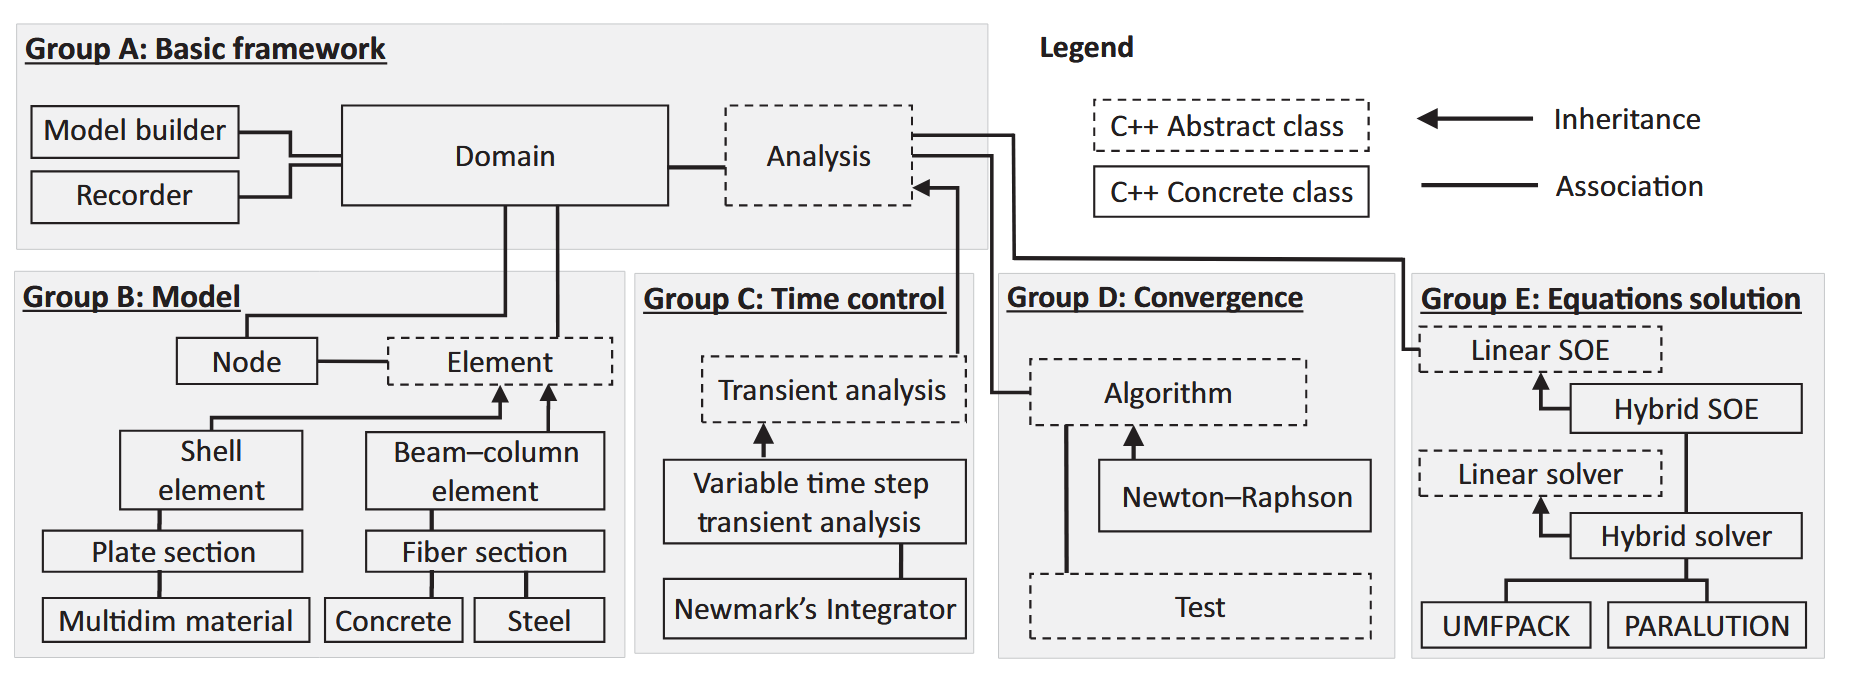 Group A: Basic framework
Model builder
Recorder
Domain
Analysis
Legend
C++ Abstract class
C++ Concrete class
Inheritance
Association
Group B: Model
Node
Element
Shell
element
Beam–column
element
Plate section
Fiber section
Multidim material
Concrete
Steel
Group C: Time control
Transient analysis
Variable time step
transient analysis
Newmark's Integrator
Group D: Convergence
Algorithm
Newton–Raphson
Test
Group E: Equations solution
Linear SOE
Hybrid SOE
Linear solver
Hybrid solver
UMFPACK
PARALUTION